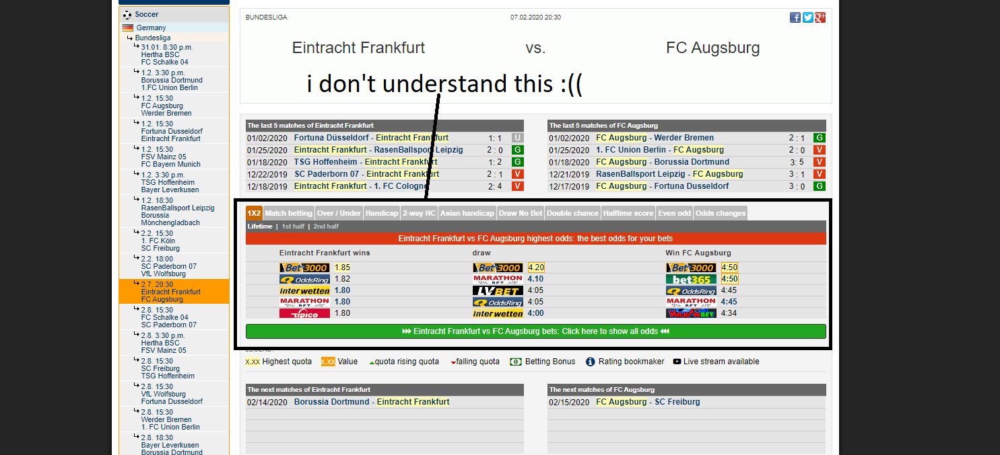 Soccer
Germany
Bundesliga
31.01. 8:30 p.m.
Hertha BSC
FC Schalke 04
1.2. 3:30 p.m.
Borussia Dortmund
1.FC Union Berlin
1.2. 15:30
FC Augsburg
Werder Bremen
1.2. 15:30
Fortuna Dusseldorf
Eintracht Frankfurt
1.2. 15:30
FSV Mainz 05
FC Bayern Munich
1.2. 3:30 p.m.
TSG Hoffenheim
Bayer Leverkusen
1.2. 18:30
RasenBallsport Leipzig
Borussia
Mönchengladbach
2.2. 15:30
1. FC Köln
SC Freiburg
2.2. 18:00
SC Paderborn 07
VfL Wolfsburg
2.7. 20:30
Eintracht Frankfurt
FC Augsburg
2.8. 15:30
FC Schalke 04
SC Paderborn 07
2.8. 3:30 p.m.
Hertha BSC
FSV Mainz 05
2.8. 15:30
SC Freiburg
TSG Hoffenheim
2.8. 15:30
VfL Wolfsburg
Fortuna Dusseldorf
2.8. 15:30
Werder Bremen
1. FC Union Berlin
2.8. 18:30
Bayer Leverkusen
Borussia Dortmund
BUNDESLIGA 07.02.2020 20:30
Eintracht Frankfurt vs. FC Augsburg
i don't understand this :((
The last 5 matches of Eintracht Frankfurt
01/02/2020 Fortuna Düsseldorf - Eintracht Frankfurt 1: 1 U
01/25/2020 Eintracht Frankfurt - RasenBallsport Leipzig 2 : 0 G
01/18/2020 TSG Hoffenheim - Eintracht Frankfurt 1: 2 G
12/22/2019 SC Paderborn 07 - Eintracht Frankfurt 2 : 1 V
12/18/2019 Eintracht Frankfurt - 1. FC Cologne 2: 4 V
The last 5 matches of FC Augsburg
01/02/2020 FC Augsburg - Werder Bremen 2 : 1 G
01/25/2020 1. FC Union Berlin - FC Augsburg 2 : 0 V
01/18/2020 FC Augsburg - Borussia Dortmund 3: 5 V
12/21/2019 RasenBallsport Leipzig - FC Augsburg 3 : 1 V
12/17/2019 FC Augsburg - Fortuna Dusseldorf 3 : 0 G
1X2 Match betting Over / Under Handicap 2-way HC Asian handicap Draw No Bet Double chance Halftime score Even odd Odds changes
Lifetime | 1st half | 2nd half
Eintracht Frankfurt vs FC Augsburg highest odds: the best odds for your bets
Eintracht Frankfurt wins draw Win FC Augsburg
Bet3000 1.85 Bet3000 4.20 Bet3000 4:50
OddsRing 1.82 MARATHON BET 4.10 bet365 4:50
Interwetten 1.80 LVBET 4:05 OddsRing 4:45
MARATHON BET 1.80 OddsRing 4:05 MARATHON BET 4:45
tipico 1.80 Interwetten 4:00 VULKANBET 4:34
Eintracht Frankfurt vs FC Augsburg bets: Click here to show all odds
LEGEND:
x.xx Highest quota x.xx Value quota rising quota falling quota Betting Bonus Rating bookmaker Live stream available
The next matches of Eintracht Frankfurt
02/14/2020 Borussia Dortmund - Eintracht Frankfurt
The next matches of FC Augsburg
02/15/2020 FC Augsburg - SC Freiburg